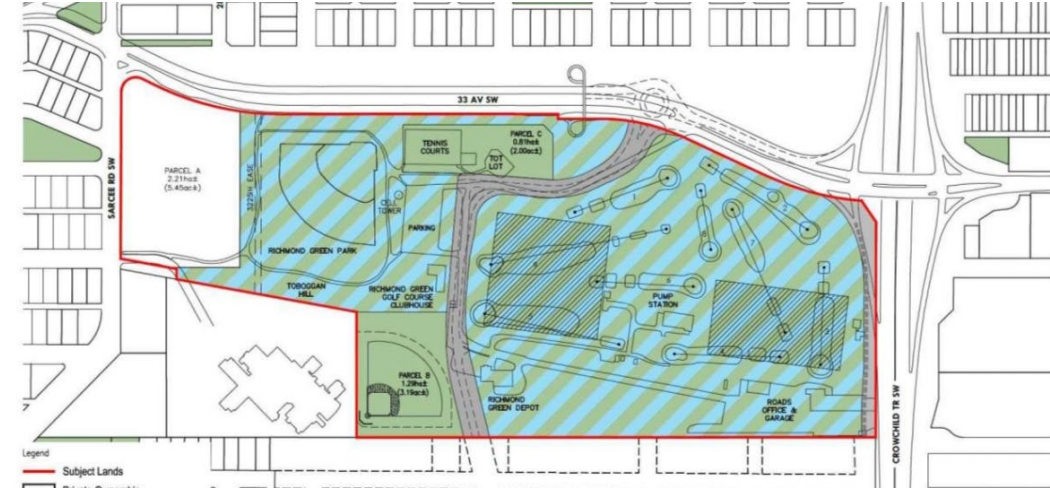 33 AV SW
SARCEE RD SW
PARCEL A
2.21ha±
(5.45ac±)
TENNIS
COURTS
TOT
LOT
PARCEL C
0.81ha±
(2.00ac±)
CELL
TOWER
PARKING
RICHMOND GREEN PARK
TOBOGGAN
HILL
RICHMOND GREEN
GOLF COURSE
CLUBHOUSE
PUMP
STATION
PARCEL B
1.29ha±
(3.19ac±)
RICHMOND
GREEN DEPOT
ROADS
OFFICE &
GARAGE
CROWCHILD TR SW
Legend
Subject Lands